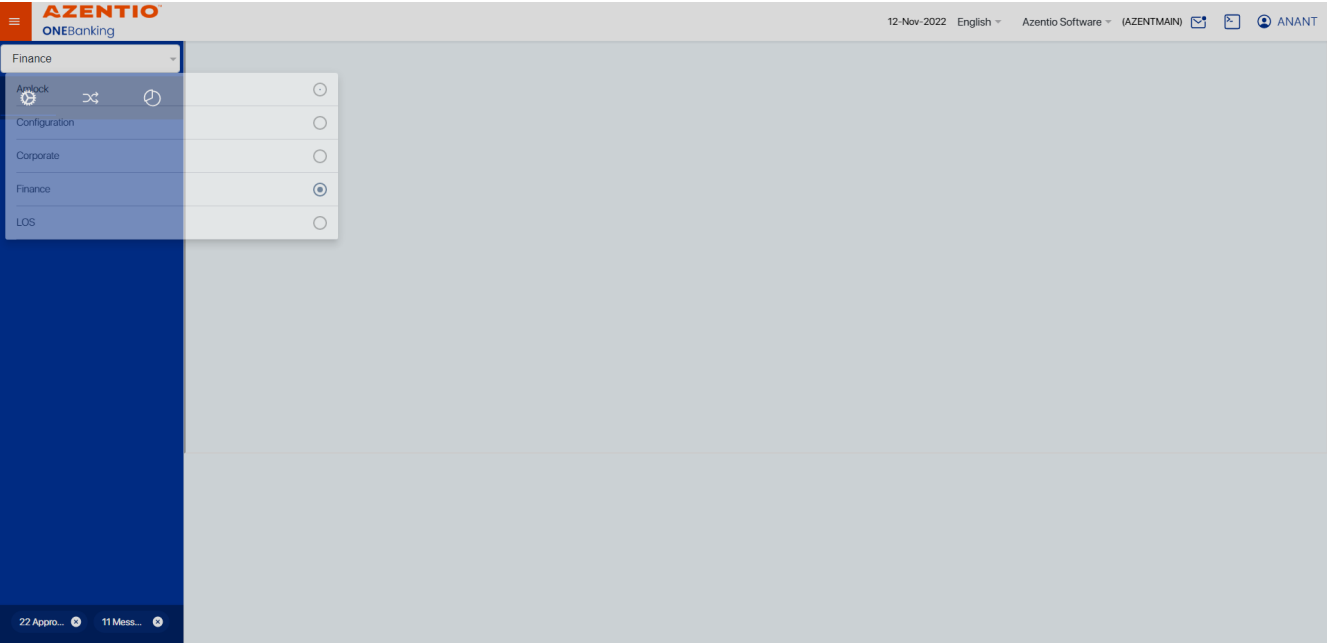 AZENTIO
ONEBanking
12-Nov-2022 English Azentio Software (AZENTMAIN) ANANT
Finance
Amlock
Configuration
Corporate
Finance
LOS
22 Appro... 11 Mess...